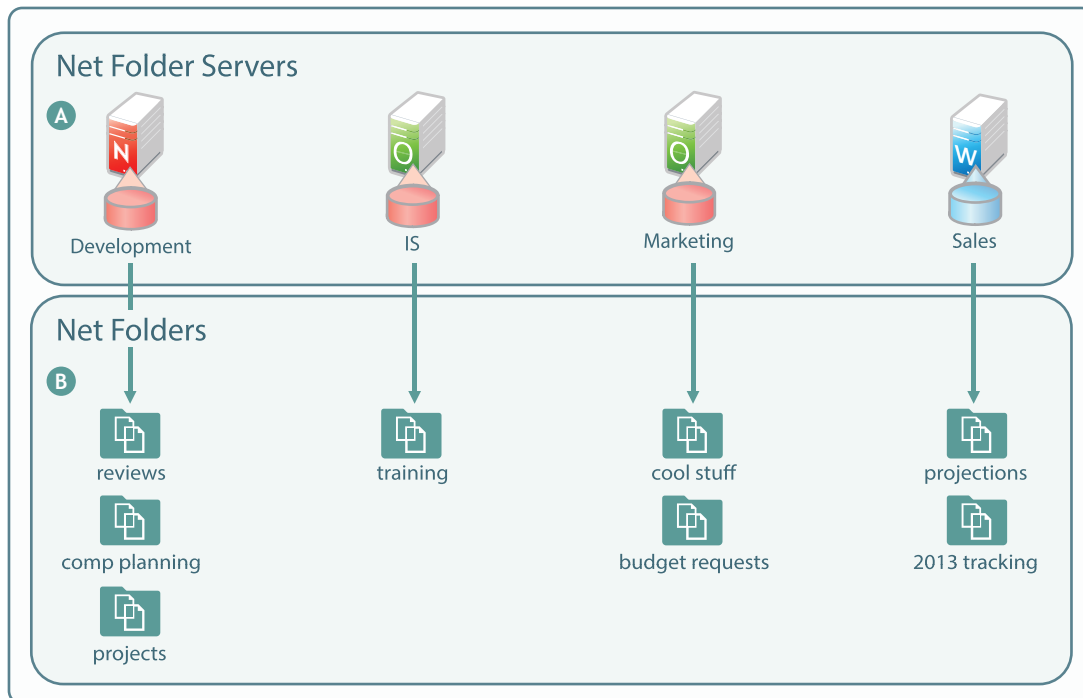 Net Folder Servers
A
N
O
O
W
Development
IS
Marketing
Sales
Net Folders
B
reviews
training
cool stuff
projections
comp planning
budget requests
2013 tracking
projects